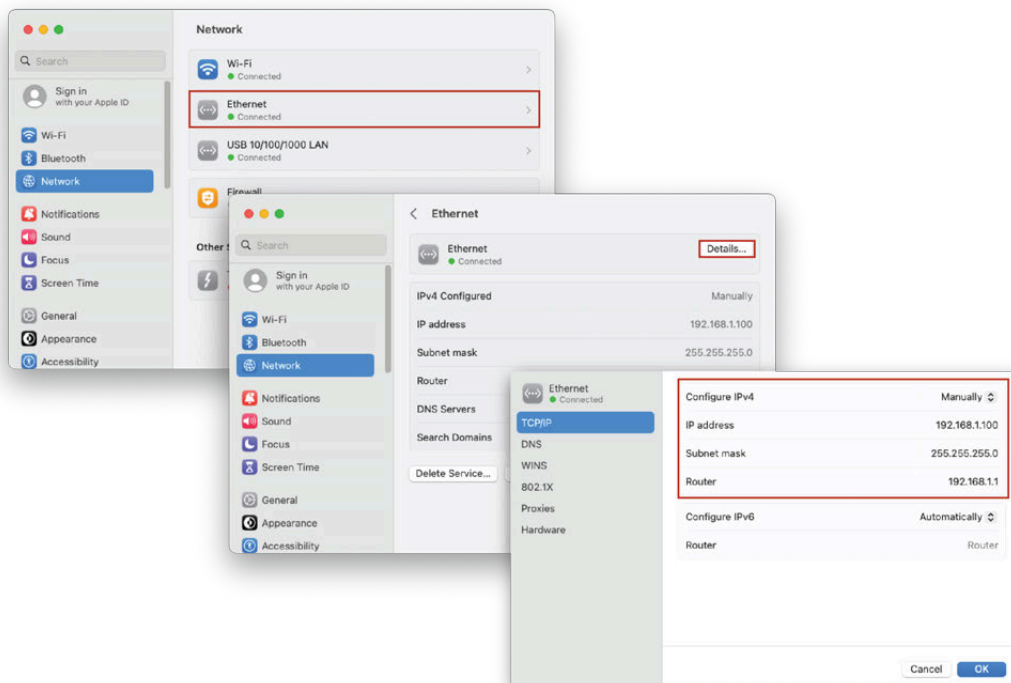 Network
Search
Sign in
with your Apple ID
Wi-Fi
Bluetooth
Network
Notifications
Sound
Focus
Screen Time
General
Appearance
Accessibility
Wi-Fi
Connected
Ethernet
Connected
USB 10/100/1000 LAN
Connected
Firewall
Other
Ethernet
Search
Sign in
with your Apple ID
Wi-Fi
Bluetooth
Network
Notifications
Sound
Focus
Screen Time
General
Appearance
Accessibility
Ethernet
Connected
Details...
IPv4 Configured Manually
IP address 192.168.1.100
Subnet mask 255.255.255.0
Router
DNS Servers
Search Domains
Delete Service...
Ethernet
Connected
TCP/IP
DNS
WINS
802.1X
Proxies
Hardware
Configure IPv4 Manually
IP address 192.168.1.100
Subnet mask 255.255.255.0
Router 192.168.1.1
Configure IPv6 Automatically
Router Router
Cancel OK